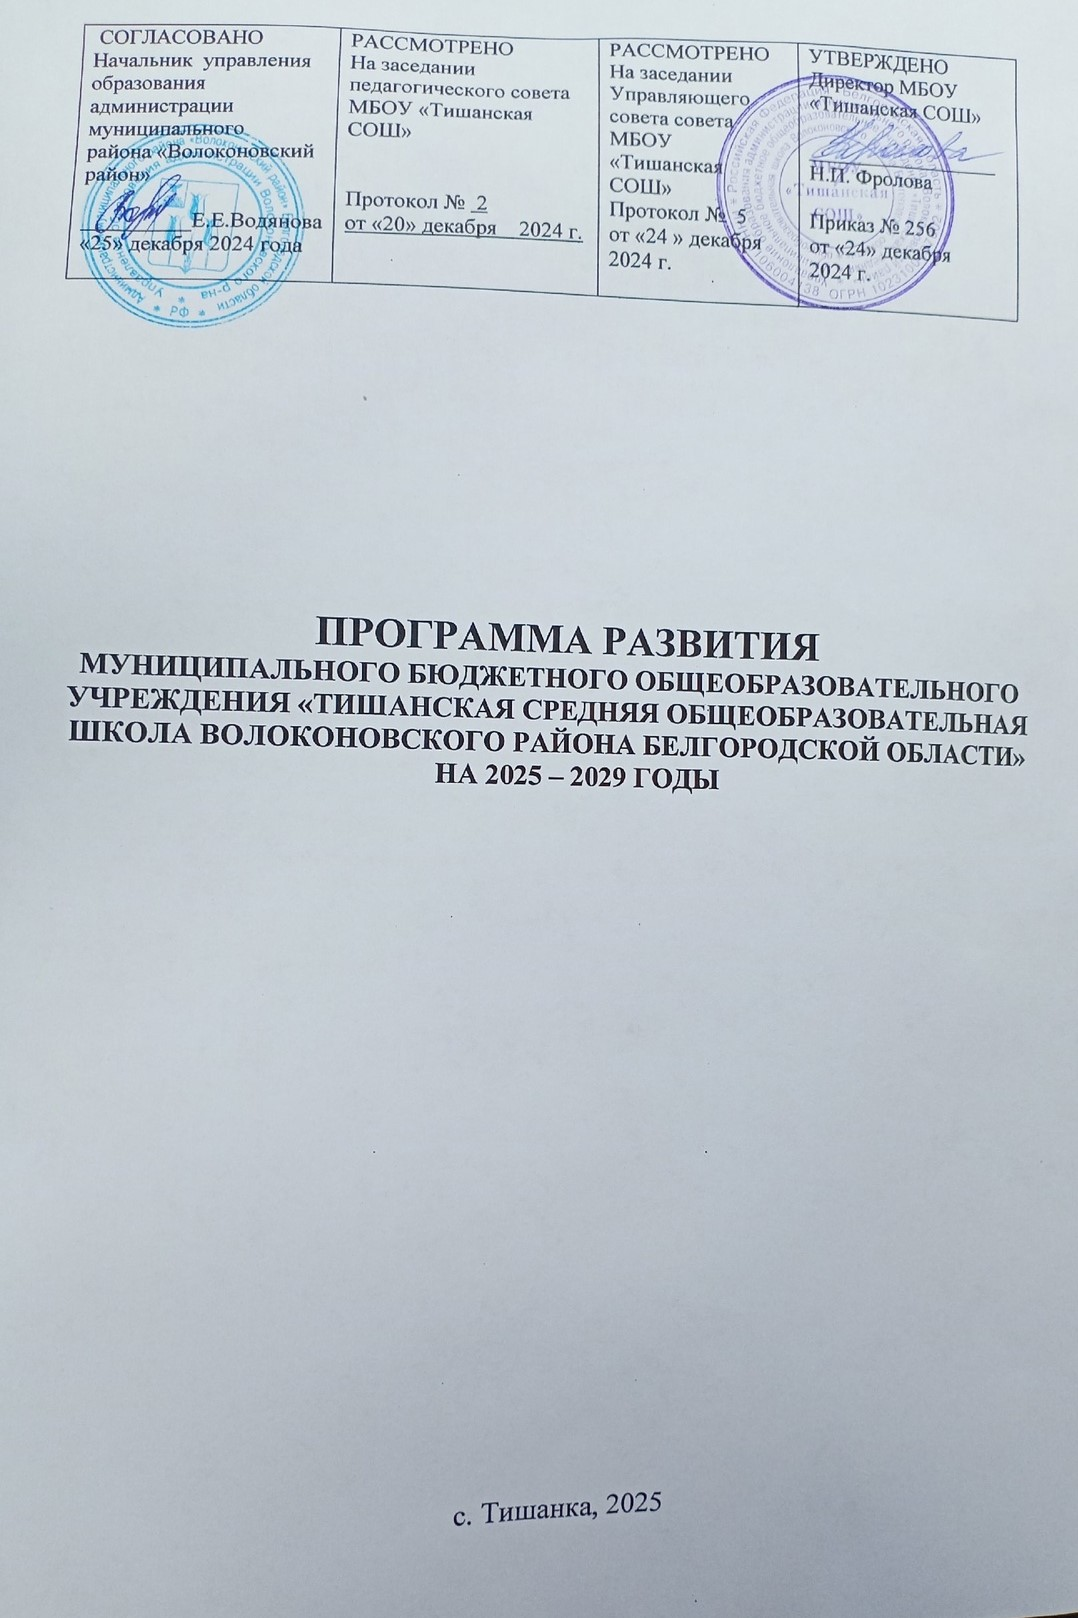 СОГЛАСОВАНО
Начальник управления
образования
администрации
муниципального
района «Волоконовский
район»
Е.Е.Водянова
«25» декабря 2024 года
РАССМОТРЕНО
На заседании
педагогического совета
МБОУ «Тишанская
СОШ»
Протокол № 2
от «20» декабря 2024 г.
РАССМОТРЕНО
На заседании
Управляющего
совета совета
МБОУ
«Тишанская
СОШ»
Протокол № 5
от «24 » декабря
2024 г.
УТВЕРЖДЕНО
Директор МБОУ
«Тишанская СОШ»
Н.И. Фролова
Приказ № 256
от «24» декабря
2024 г.
ПРОГРАММА РАЗВИТИЯ
МУНИЦИПАЛЬНОГО БЮДЖЕТНОГО ОБЩЕОБРАЗОВАТЕЛЬНОГО
УЧРЕЖДЕНИЯ «ТИШАНСКАЯ СРЕДНЯЯ ОБЩЕОБРАЗОВАТЕЛЬНАЯ
ШКОЛА ВОЛОКОНОВСКОГО РАЙОНА БЕЛГОРОДСКОЙ ОБЛАСТИ»
НА 2025 – 2029 ГОДЫ
с. Тишанка, 2025